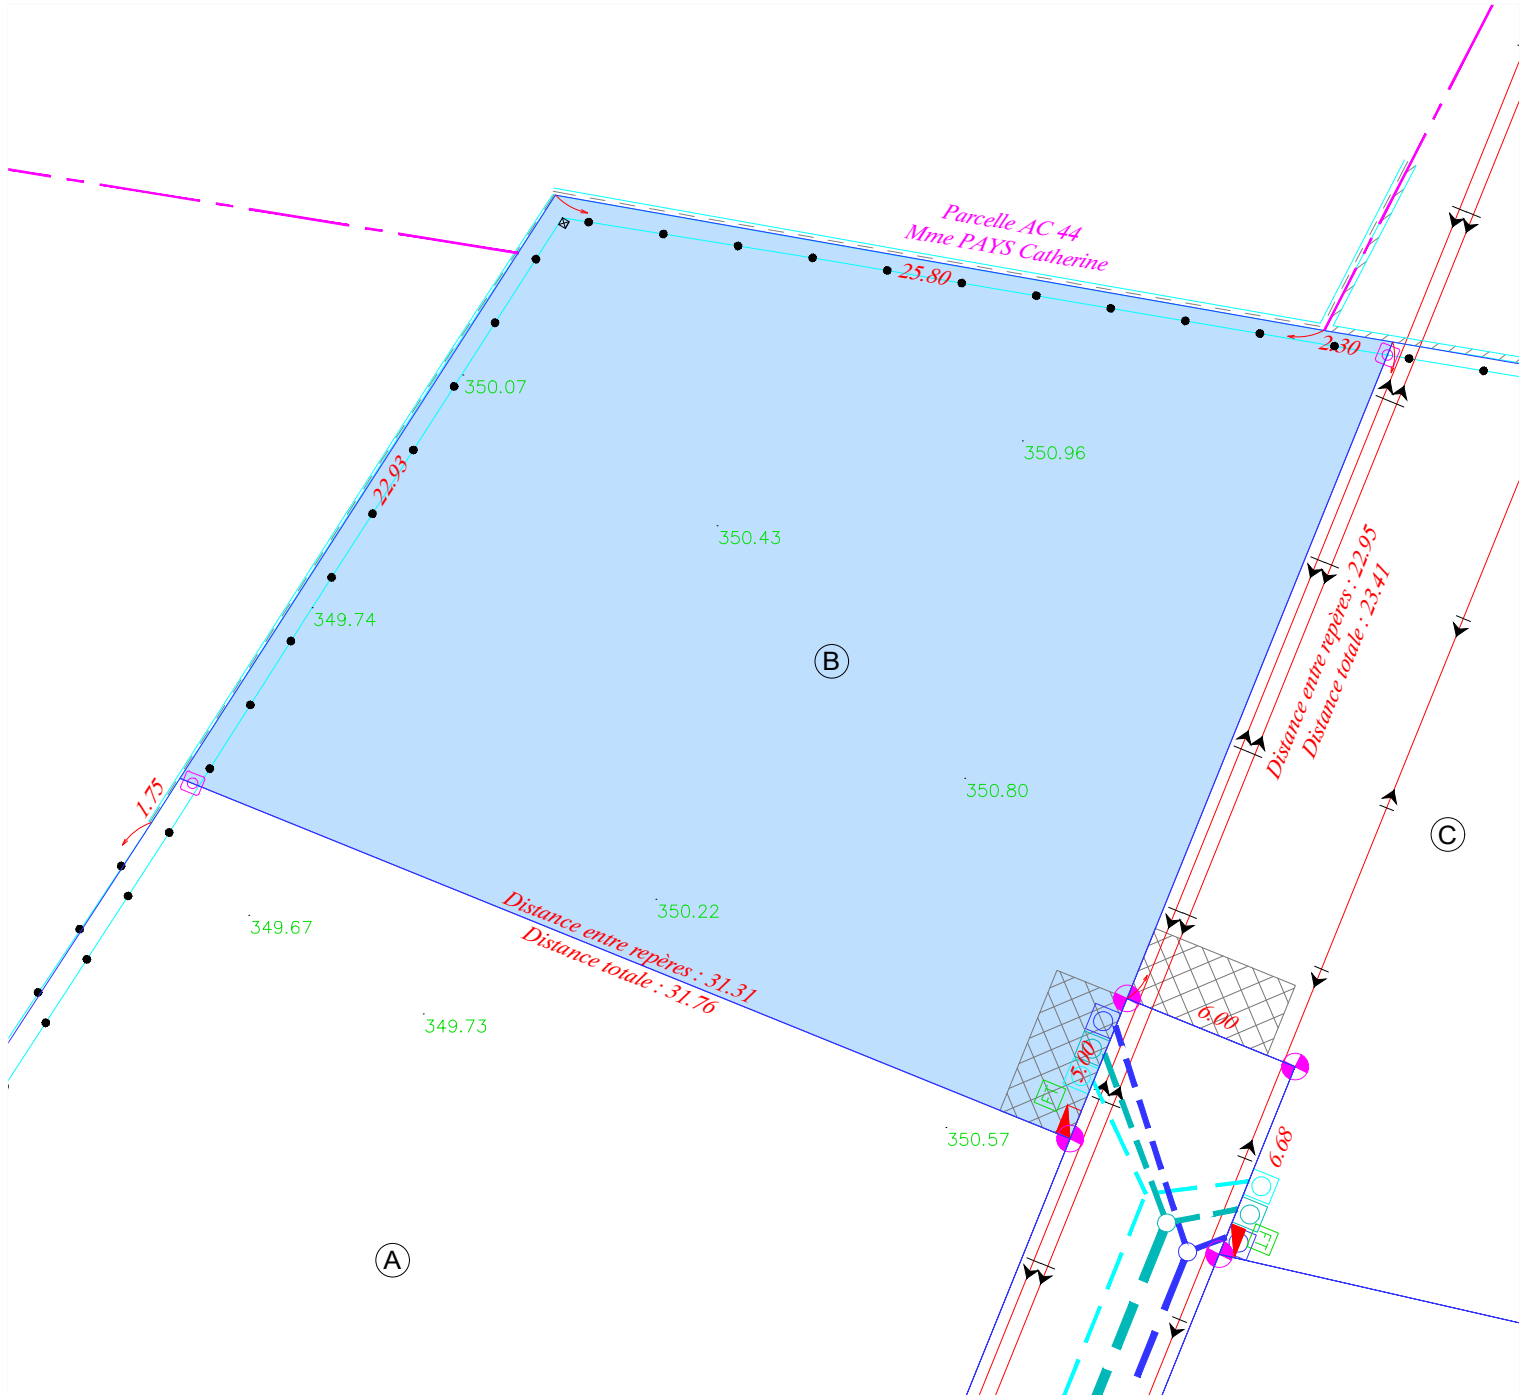 Parcelle AC 44
Mme PAYS Catherine
25.80
2.30
350.07
350.96
22.93
350.43
Distance entre repères : 22.95
Distance totale : 23.41
349.74
B
1.75
350.80
C
Distance entre repères : 31.31
Distance totale : 31.76
350.22
349.67
349.73
6.00
5.00
ET
350.57
6.68
ET
A